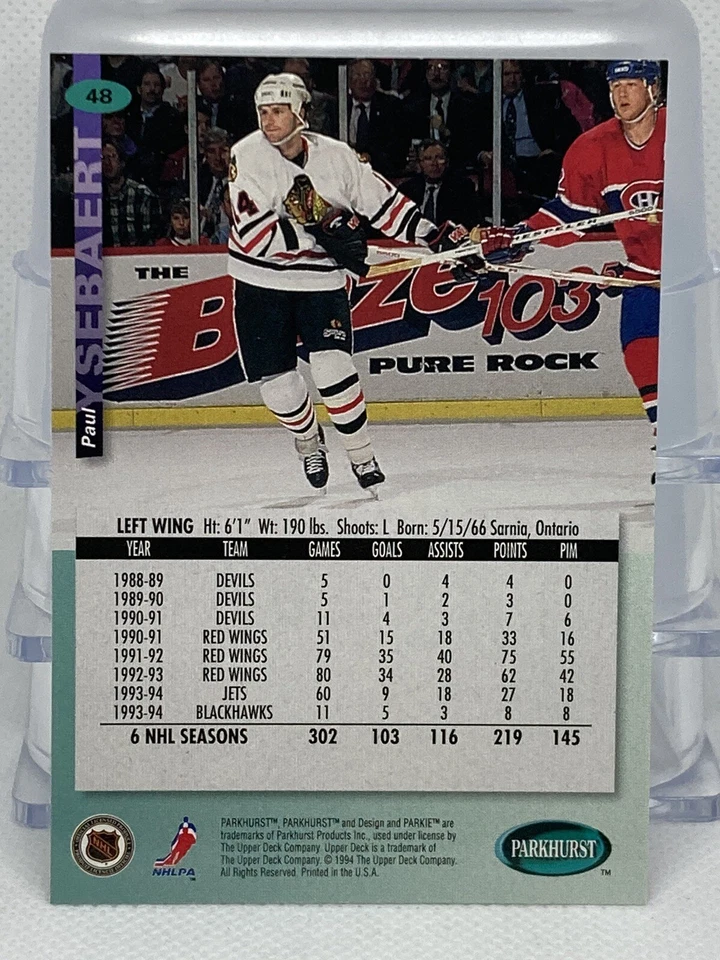 48
Paul YSEBAERT
14
HESPELER
THE
Blaze 103.5
PURE ROCK
LEFT WING Ht: 6'1" Wt: 190 lbs. Shoots: L Born: 5/15/66 Sarnia, Ontario
YEAR TEAM GAMES GOALS ASSISTS POINTS PIM
1988-89 DEVILS 5 0 4 4 0
1989-90 DEVILS 5 1 2 3 0
1990-91 DEVILS 11 4 3 7 6
1990-91 RED WINGS 51 15 18 33 16
1991-92 RED WINGS 79 35 40 75 55
1992-93 RED WINGS 80 34 28 62 42
1993-94 JETS 60 9 18 27 18
1993-94 BLACKHAWKS 11 5 3 8 8
6 NHL SEASONS 302 103 116 219 145
PARKHURST™, PARKHURST™ and Design and PARKIE™ are
trademarks of Parkhurst Products Inc., used under license by
The Upper Deck Company. Upper Deck is a trademark of
The Upper Deck Company. © 1994 The Upper Deck Company.
All Rights Reserved. Printed in the U.S.A.
NHL
NHLPA™
PARKHURST™